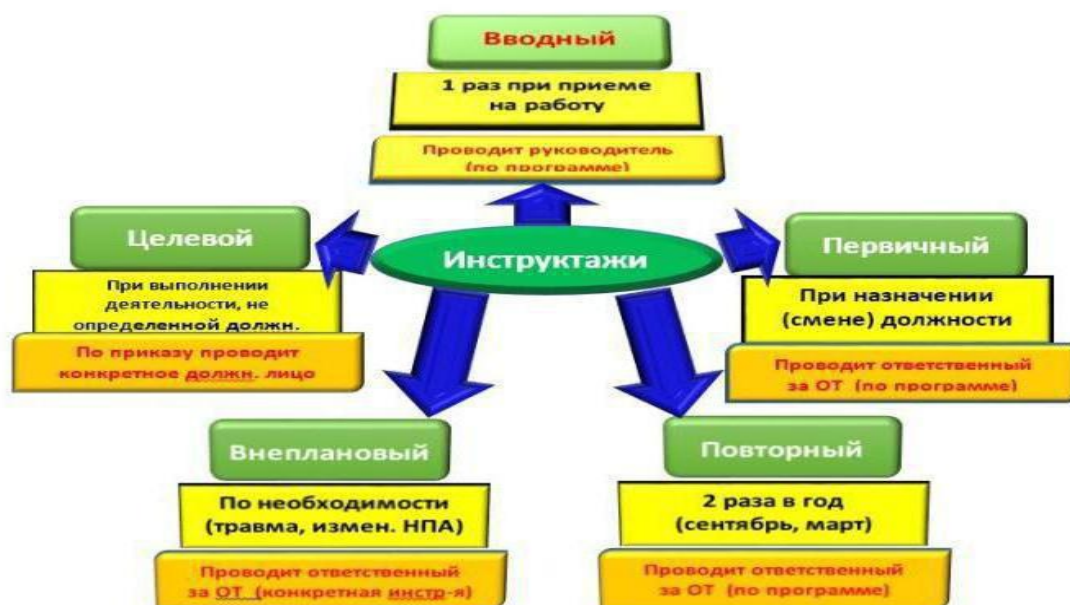 Вводный
1 раз при приеме
на работу
Проводит руководитель
(по программе)
Целевой
При выполнении
деятельности, не
определенной должн.
По приказу проводит
конкретное должн. лицо
Инструктажи
Первичный
При назначении
(смене) должности
Проводит ответственный
за ОТ (по программе)
Внеплановый
По необходимости
(травма, измен. НПА)
Проводит ответственный
за ОТ (конкретная инстр-я)
Повторный
2 раза в год
(сентябрь, март)
Проводит ответственный
за ОТ (по программе)